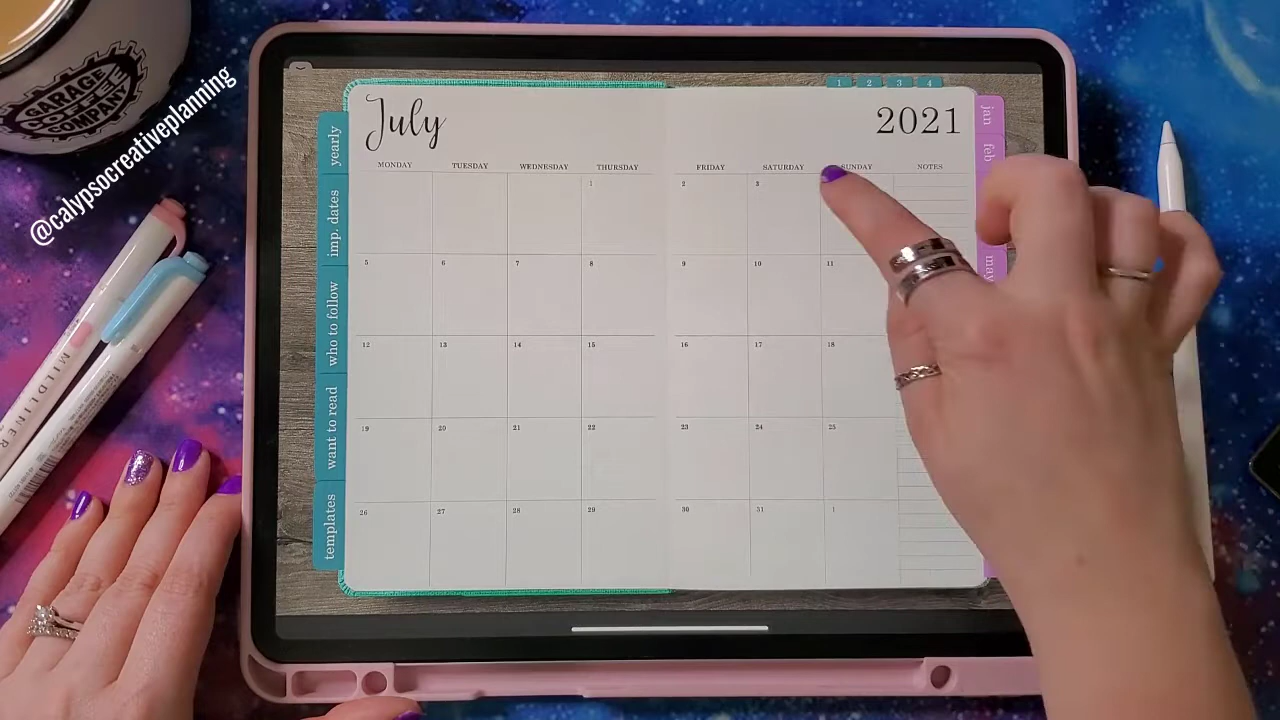 GARAGE
COFFEE
COMPANY
@calypsocreativeplanning
MILDLINER
1 2 3 4
July 2021
MONDAY TUESDAY WEDNESDAY THURSDAY FRIDAY SATURDAY SUNDAY NOTES
1 2 3
5 6 7 8 9 10 11
12 13 14 15 16 17 18
19 20 21 22 23 24 25
26 27 28 29 30 31 1
yearly
imp. dates
who to follow
want to read
templates
jan
feb
may